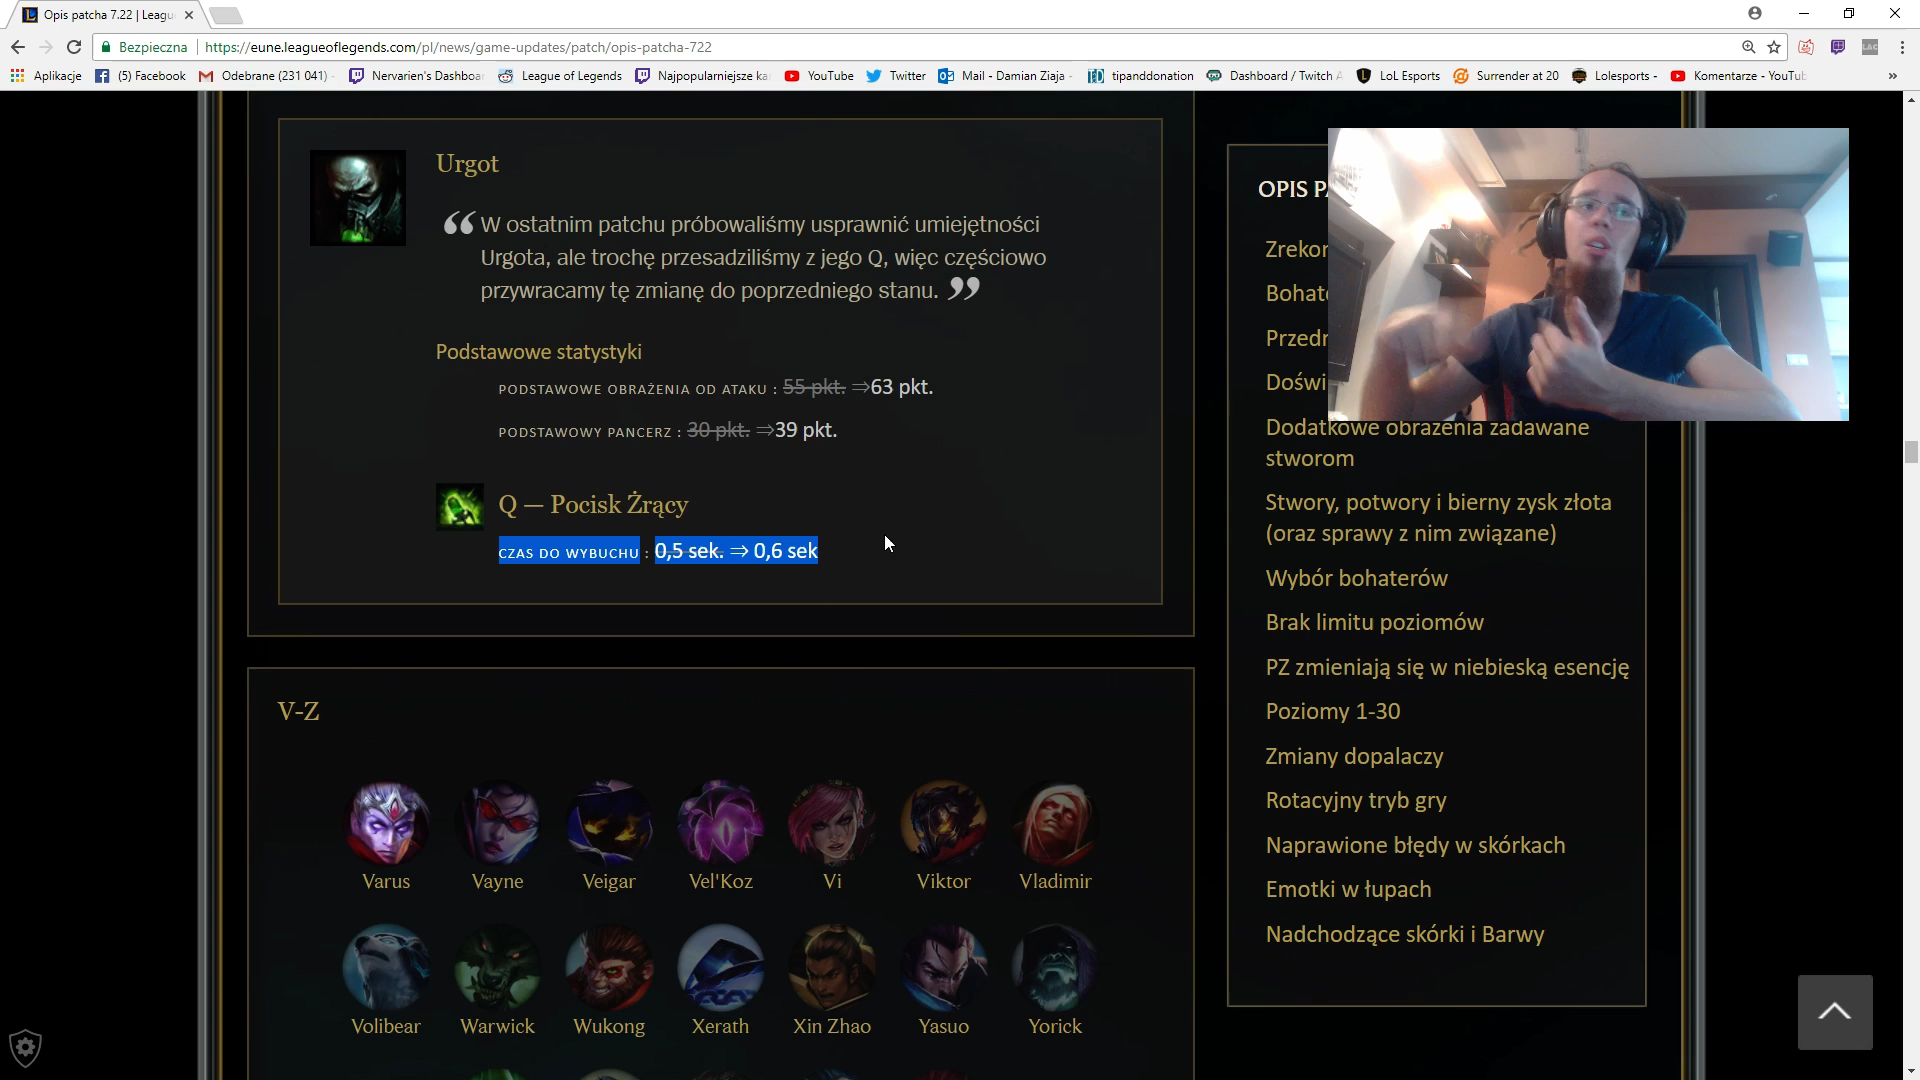 Opis patcha 7.22 | Leagu
Bezpieczna
https://eune.leagueoflegends.com/pl/news/game-updates/patch/opis-patcha-722
Aplikacje
(5) Facebook
Odebrane (231 041)
Nervarien's Dashboa
League of Legends
Najpopularniejsze ka
YouTube
Twitter
Mail - Damian Ziaja -
tipanddonation
Dashboard / Twitch A
LoL Esports
Surrender at 20
Lolesports -
Komentarze - YouTub
»
Urgot
“ W ostatnim patchu próbowaliśmy usprawnić umiejętności
Urgota, ale trochę przesadziliśmy z jego Q, więc częściowo
przywracamy tę zmianę do poprzedniego stanu. ”
Podstawowe statystyki
PODSTAWOWE OBRAŻENIA OD ATAKU : 55 pkt. ⇒63 pkt.
PODSTAWOWY PANCERZ : 30 pkt. ⇒39 pkt.
Q — Pocisk Żrący
CZAS DO WYBUCHU : 0,5 sek. ⇒ 0,6 sek
V-Z
Varus
Vayne
Veigar
Vel'Koz
Vi
Viktor
Vladimir
Volibear
Warwick
Wukong
Xerath
Xin Zhao
Yasuo
Yorick
OPIS PA
Zrekor
Bohate
Przedr
Doświ
Dodatkowe obrażenia zadawane
stworom
Stwory, potwory i bierny zysk złota
(oraz sprawy z nim związane)
Wybór bohaterów
Brak limitu poziomów
PZ zmieniają się w niebieską esencję
Poziomy 1-30
Zmiany dopalaczy
Rotacyjny tryb gry
Naprawione błędy w skórkach
Emotki w łupach
Nadchodzące skórki i Barwy